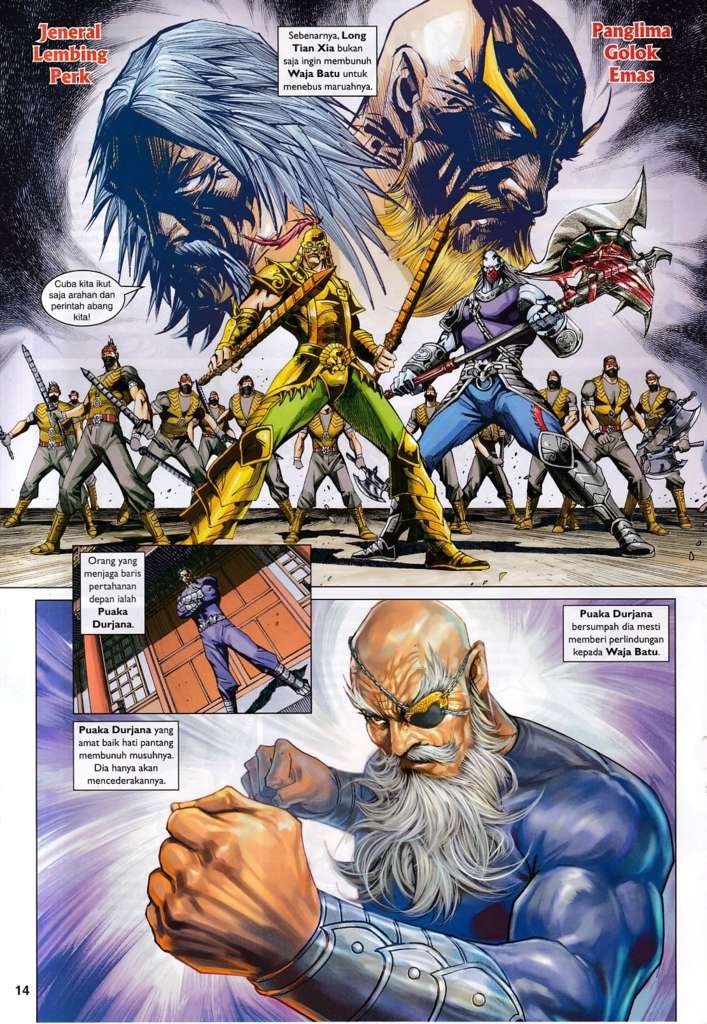 Jeneral
Lembing
Perk
Sebenarnya, Long
Tian Xia bukan
saja ingin membunuh
Waja Batu untuk
menebus maruahnya.
Panglima
Golok
Emas
Cuba kita ikut
saja arahan dan
perintah abang
kita!
Orang yang
menjaga baris
pertahanan
depan ialah
Puaka
Durjana.
Puaka Durjana
bersumpah dia mesti
memberi perlindungan
kepada Waja Batu.
Puaka Durjana yang
amat baik hati pantang
membunuh musuhnya.
Dia hanya akan
mencederakannya.
14